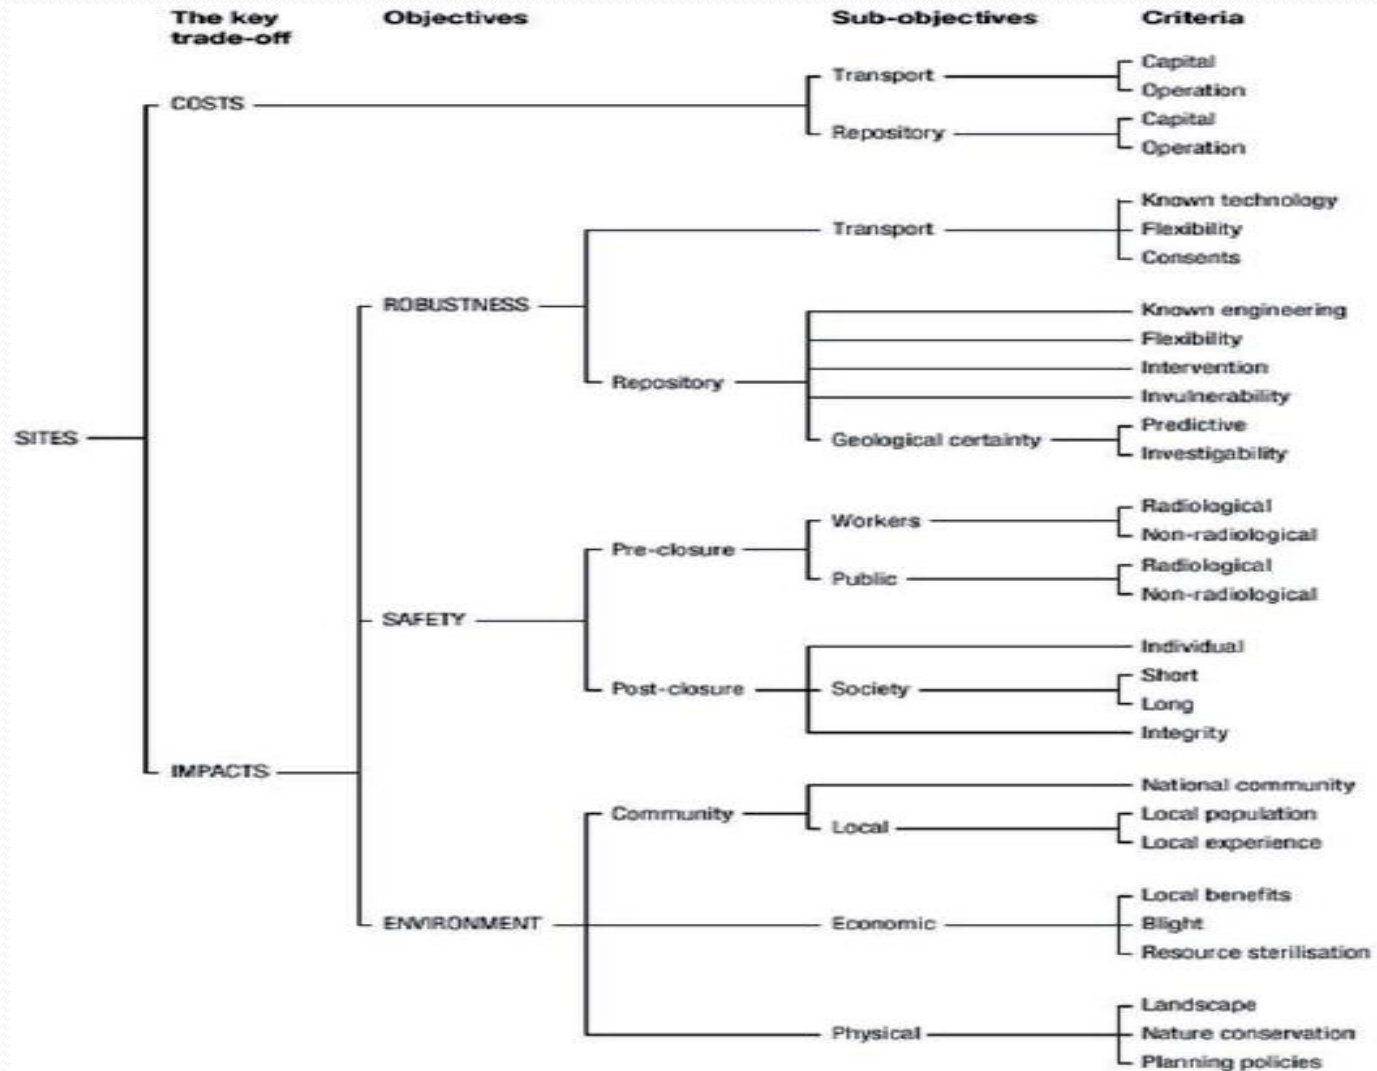 The key
trade-off
Objectives
Sub-objectives
Criteria
COSTS
Transport
Capital
Operation
Repository
Capital
Operation
ROBUSTNESS
Transport
Known technology
Flexibility
Consents
Repository
Known engineering
Flexibility
Intervention
Invulnerability
Geological certainty
Predictive
Investigability
SITES
SAFETY
Pre-closure
Workers
Radiological
Non-radiological
Public
Radiological
Non-radiological
Post-closure
Individual
Society
Short
Long
Integrity
IMPACTS
ENVIRONMENT
Community
National community
Local
Local population
Local experience
Economic
Local benefits
Blight
Resource sterilisation
Physical
Landscape
Nature conservation
Planning policies